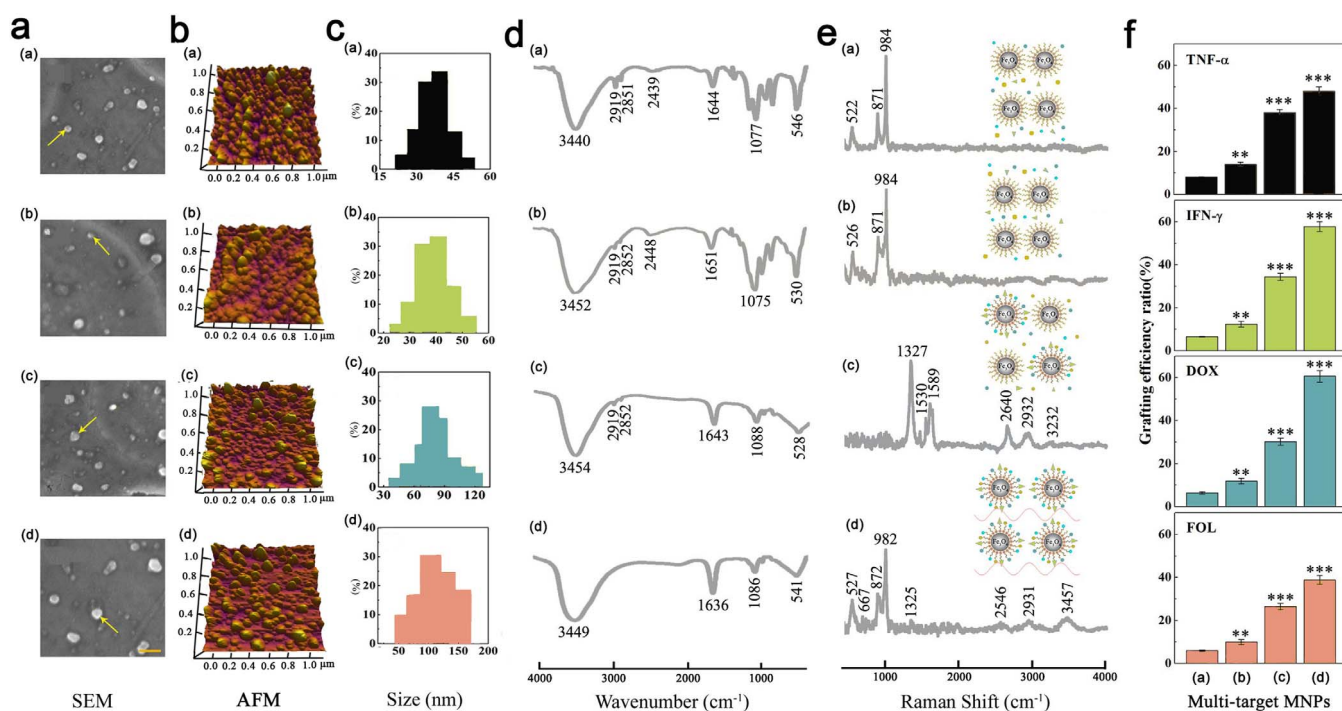 a
(a)
(b)
(c)
(d)
SEM
b
(a)
1.0
0.8
0.6
0.4
0.2
0.0 0.2 0.4 0.6 0.8 1.0 μm
(b)
1.0
0.8
0.6
0.4
0.2
0.0 0.2 0.4 0.6 0.8 1.0 μm
(c)
1.0
0.8
0.6
0.4
0.2
0.0 0.2 0.4 0.6 0.8 1.0 μm
(d)
1.0
0.8
0.6
0.4
0.2
0.0 0.2 0.4 0.6 0.8 1.0 μm
AFM
c
(a)
40
30
20
10
0
(%)
15 30 45 60
(b)
40
30
20
10
0
(%)
20 30 40 50 60
(c)
40
30
20
10
0
(%)
30 60 90 120
(d)
40
30
20
10
0
(%)
50 100 150 200
Size (nm)
d
(a)
3440
2919
2851
2439
1644
1077
546
(b)
3452
2919
2852
2448
1651
1075
530
(c)
3454
2919
2852
1643
1088
528
(d)
3449
1636
1086
541
4000 3000 2000 1000
Wavenumber (cm⁻¹)
e
(a)
522
871
984
(b)
526
871
984
(c)
1327
1530
1589
2640
2932
3232
(d)
527
667
872
982
1325
2546
2931
3457
1000 2000 3000 4000
Raman Shift (cm⁻¹)
f
Grafting efficiency ratio(%)
TNF-α
60
40
20
0
**
***
***
IFN-γ
60
40
20
0
**
***
***
DOX
60
40
20
0
**
***
***
FOL
60
40
20
0
**
***
***
(a) (b) (c) (d)
Multi-target MNPs